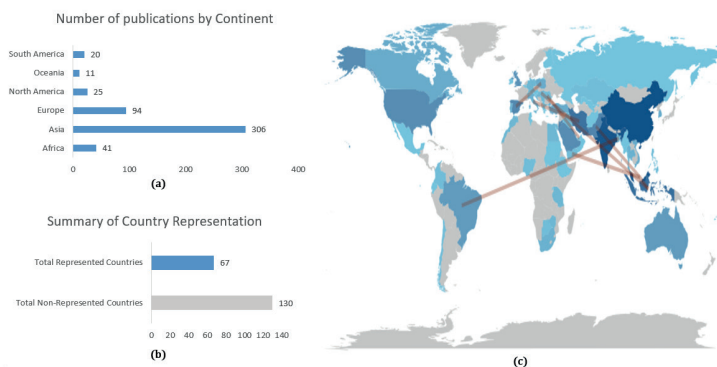 Number of publications by Continent
South America 20
Oceania 11
North America 25
Europe 94
Asia 306
Africa 41
0 100 200 300 400
(a)
Summary of Country Representation
Total Represented Countries 67
Total Non-Represented Countries 130
0 20 40 60 80 100 120 140
(b)
(c)